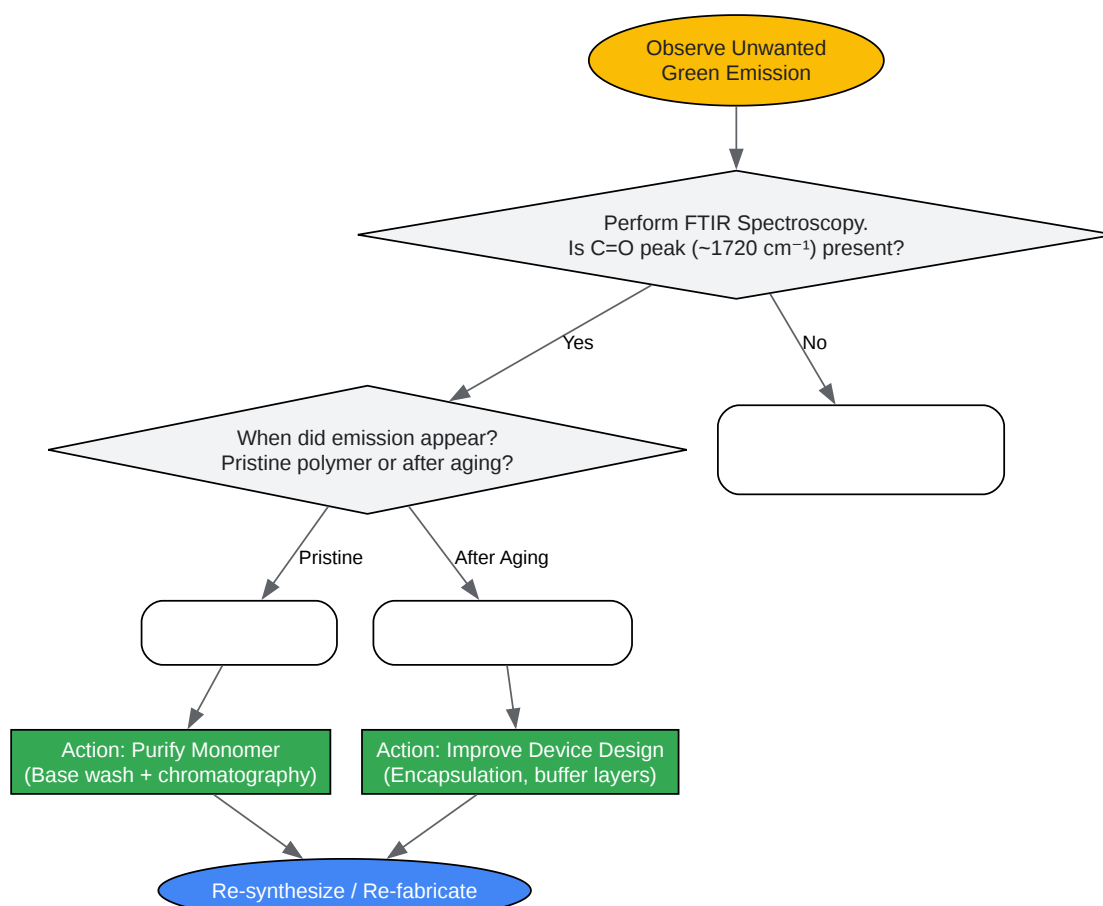 Observe Unwanted
Green Emission
Perform FTIR Spectroscopy.
Is C=O peak (~1720 cm⁻¹) present?
Yes
No
When did emission appear?
Pristine polymer or after aging?
Pristine
After Aging
Action: Purify Monomer
(Base wash + chromatography)
Action: Improve Device Design
(Encapsulation, buffer layers)
Re-synthesize / Re-fabricate